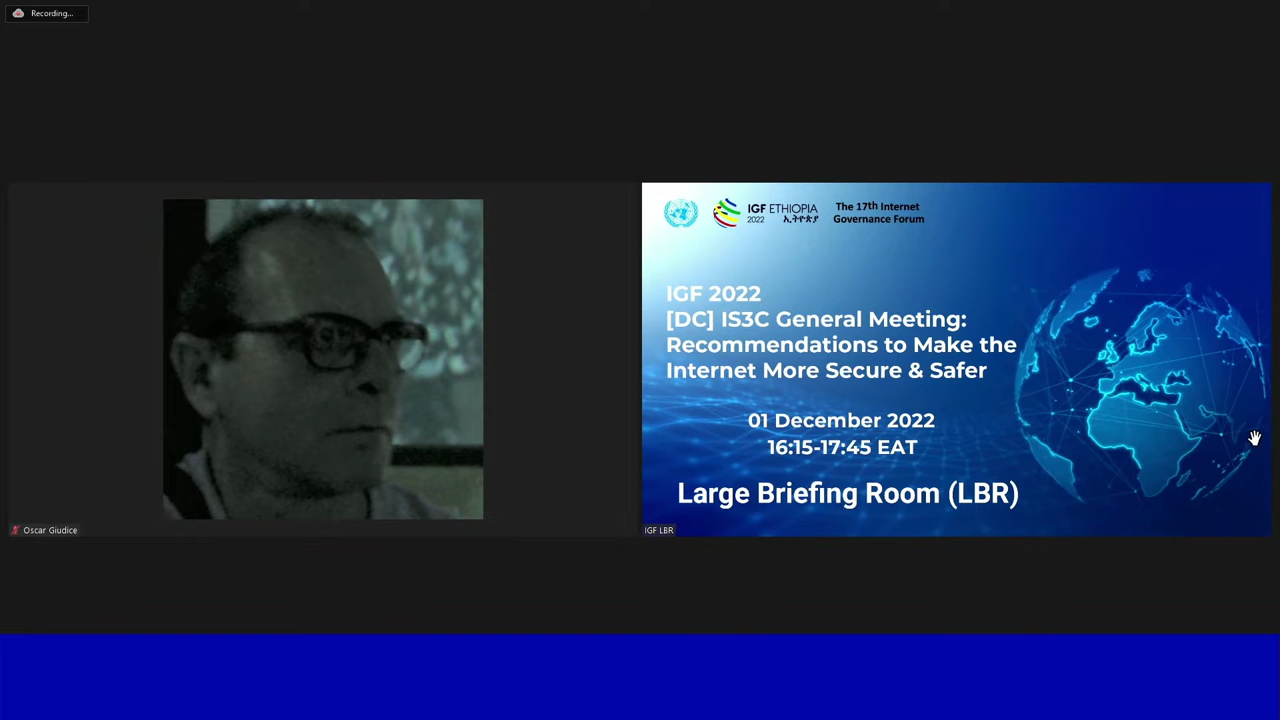 Recording...
IGF ETHIOPIA
2022 ኢትዮጵያ
The 17th Internet
Governance Forum
IGF 2022
[DC] IS3C General Meeting:
Recommendations to Make the
Internet More Secure & Safer
01 December 2022
16:15-17:45 EAT
Large Briefing Room (LBR)
Oscar Giudice
IGF LBR